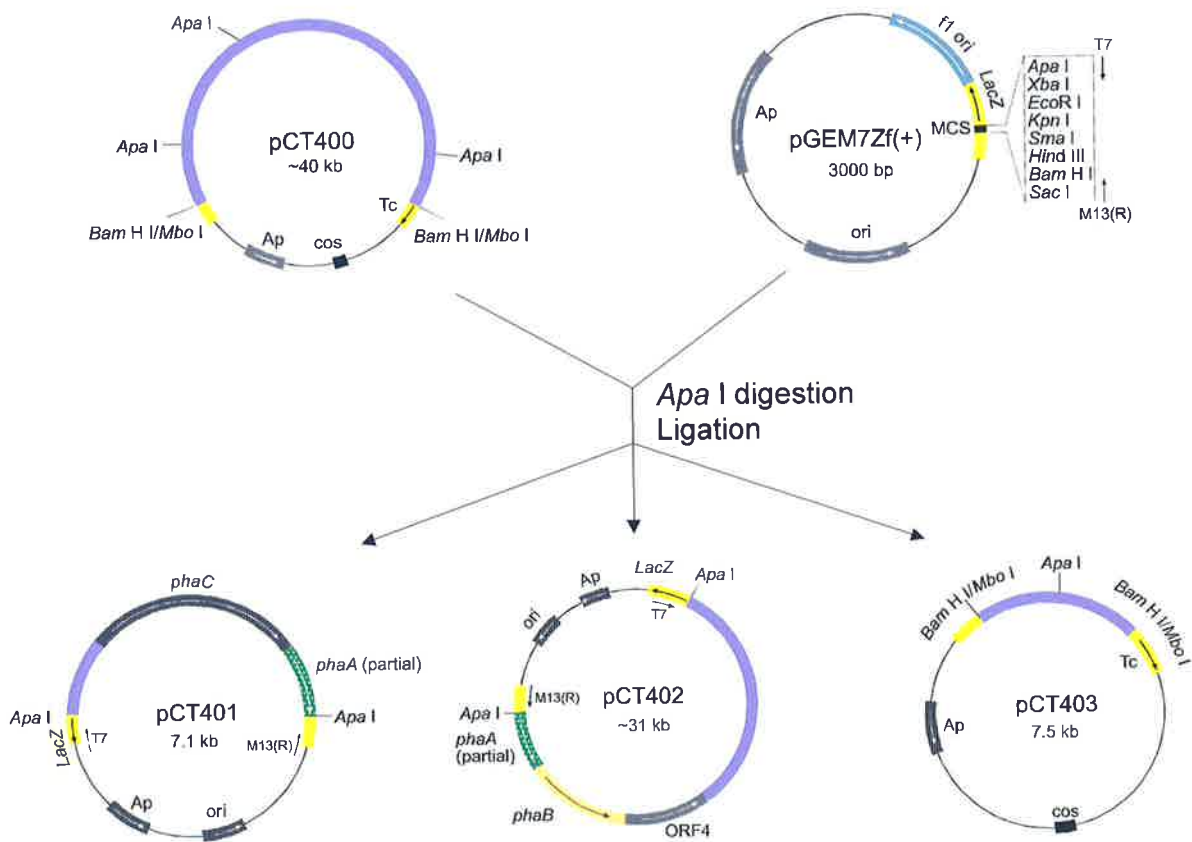 Apa I
Apa I
Apa I
pCT400
~40 kb
Bam H I/Mbo I
Tc
Bam H I/Mbo I
Ap
cos
f1 ori
LacZ
Ap
MCS
pGEM7Zf(+)
3000 bp
ori
T7
Apa I
Xba I
EcoR I
Kpn I
Sma I
Hind III
Bam H I
Sac I
M13(R)
Apa I digestion
Ligation
phaC
phaA (partial)
pCT401
7.1 kb
Apa I
Apa I
LacZ
T7
M13(R)
Ap
ori
LacZ
Apa I
Ap
T7
ori
M13(R)
pCT402
~31 kb
Apa I
phaA
(partial)
phaB
ORF4
Bam H I/Mbo I
Apa I
Bam H I/Mbo I
Tc
pCT403
7.5 kb
Ap
cos